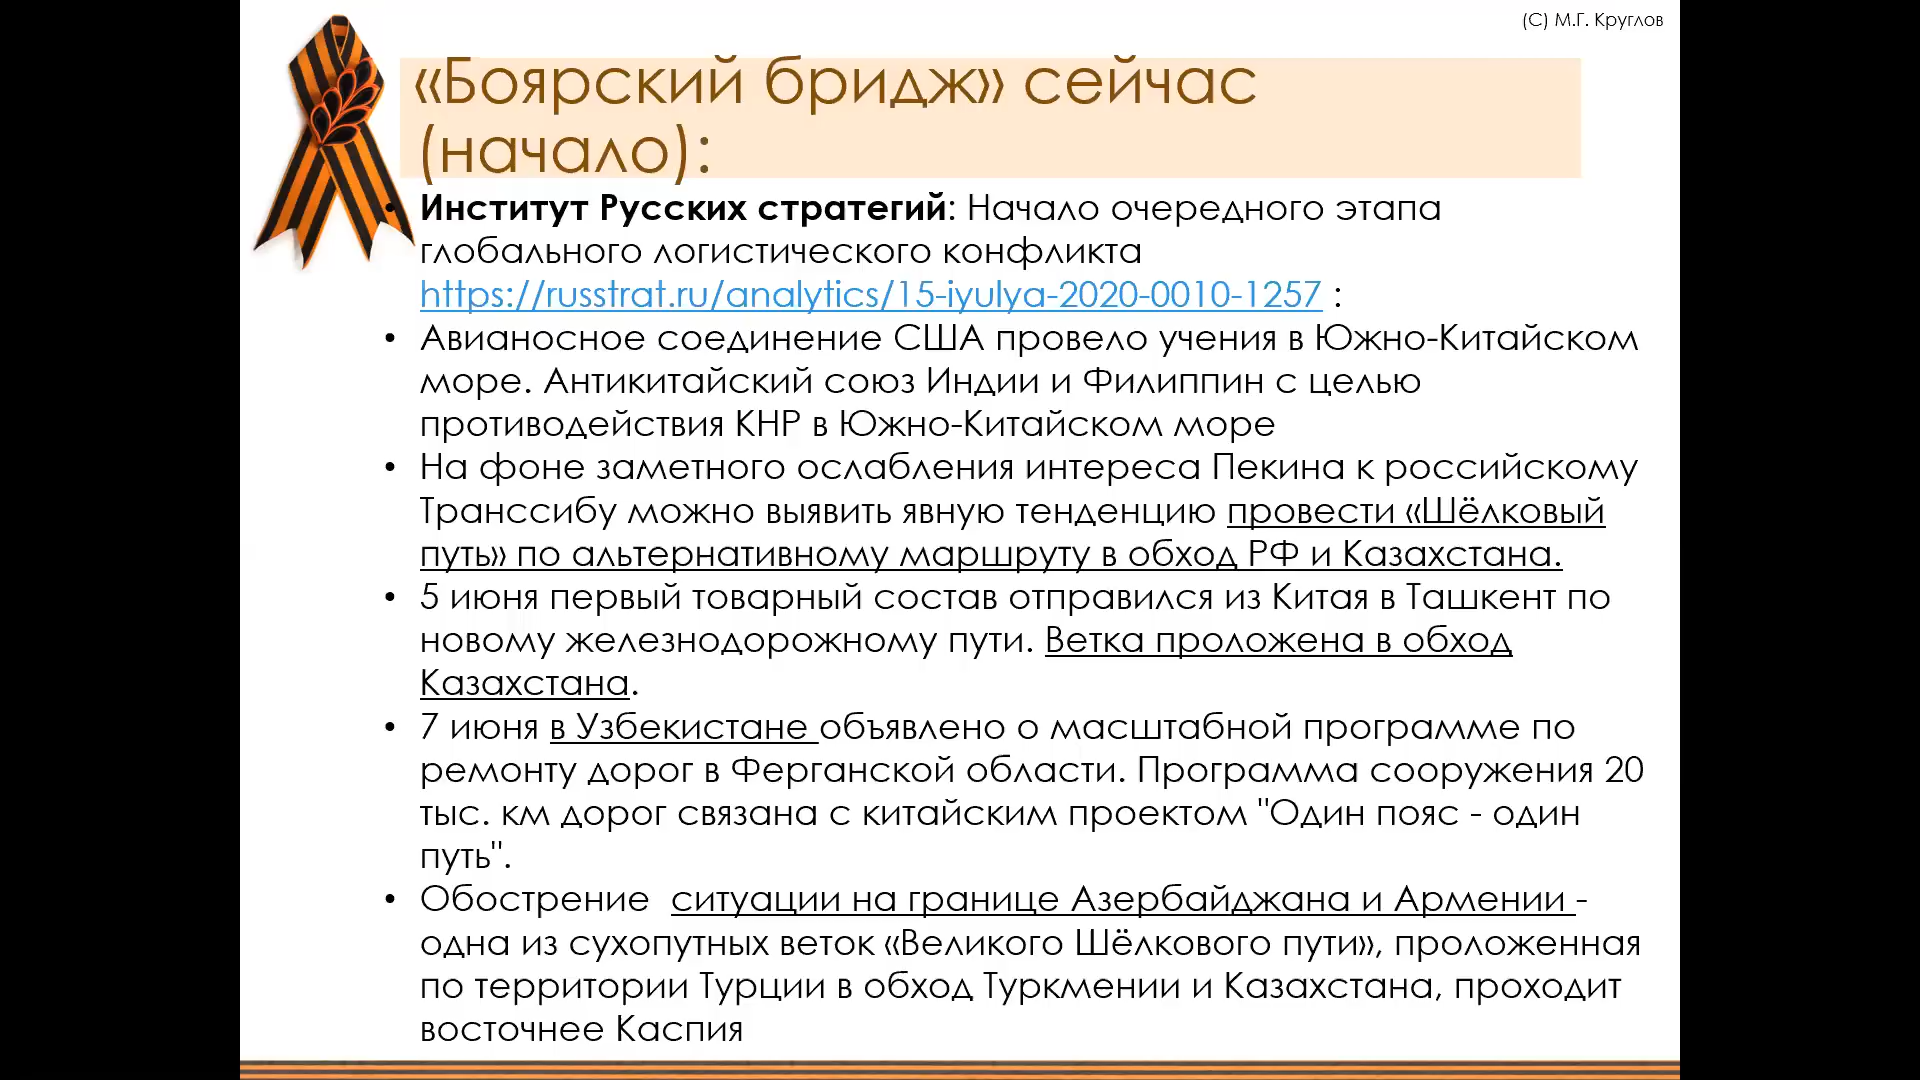 (С) М.Г. Круглов
«Боярский бридж» сейчас
(начало):
• Институт Русских стратегий: Начало очередного этапа
глобального логистического конфликта
https://russtrat.ru/analytics/15-iyulya-2020-0010-1257 :
• Авианосное соединение США провело учения в Южно-Китайском
море. Антикитайский союз Индии и Филиппин с целью
противодействия КНР в Южно-Китайском море
• На фоне заметного ослабления интереса Пекина к российскому
Транссибу можно выявить явную тенденцию провести «Шёлковый
путь» по альтернативному маршруту в обход РФ и Казахстана.
• 5 июня первый товарный состав отправился из Китая в Ташкент по
новому железнодорожному пути. Ветка проложена в обход
Казахстана.
• 7 июня в Узбекистане объявлено о масштабной программе по
ремонту дорог в Ферганской области. Программа сооружения 20
тыс. км дорог связана с китайским проектом "Один пояс - один
путь".
• Обострение  ситуации на границе Азербайджана и Армении -
одна из сухопутных веток «Великого Шёлкового пути», проложенная
по территории Турции в обход Туркмении и Казахстана, проходит
восточнее Каспия